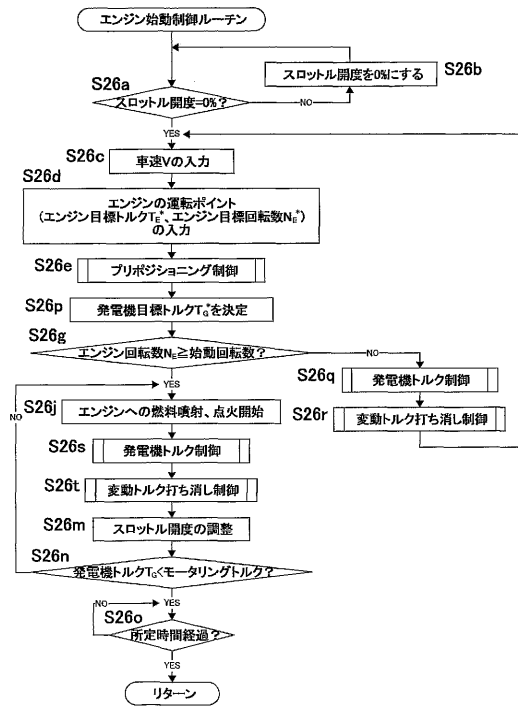 エンジン始動制御ルーチン
スロットル開度を0%にする
S26b
S26a
スロットル開度=0%?
NO
YES
S26c
車速Vの入力
S26d
エンジンの運転ポイント
(エンジン目標トルクTE*、エンジン目標回転数NE*)
の入力
S26e
プリポジショニング制御
S26p
発電機目標トルクTG*を決定
S26g
エンジン回転数NE≧始動回転数?
NO
YES
S26q
発電機トルク制御
S26r
変動トルク打ち消し制御
NO
S26j
エンジンへの燃料噴射、点火開始
S26s
発電機トルク制御
S26t
変動トルク打ち消し制御
S26m
スロットル開度の調整
S26n
発電機トルクTG<モータリングトルク?
NO
YES
S26o
所定時間経過?
YES
リターン